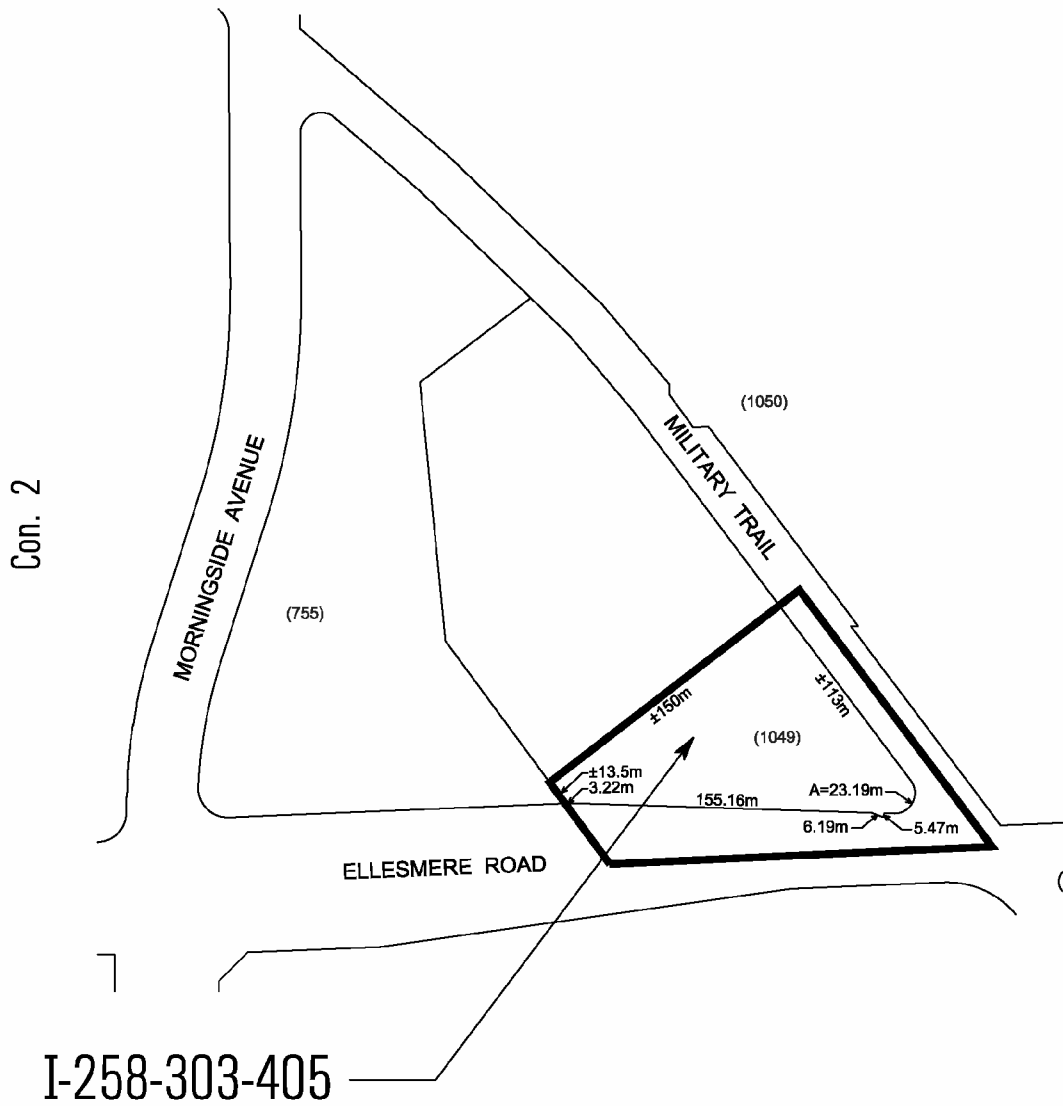 (1050)
MILITARY TRAIL
Con. 2
MORNINGSIDE AVENUE
(755)
±150m
±113m
(1049)
±13.5m
3.22m
155.16m
A=23.19m
6.19m
5.47m
ELLESMERE ROAD
I-258-303-405